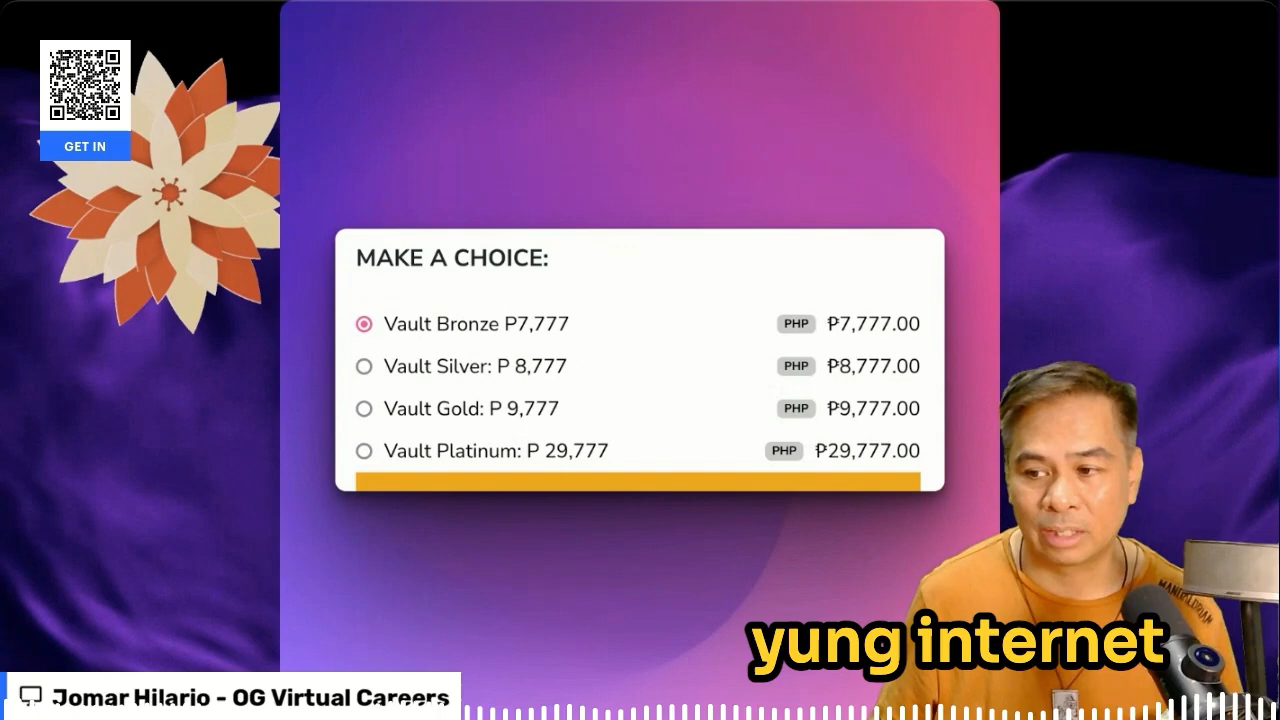 GET IN
MAKE A CHOICE:
Vault Bronze P7,777 PHP ₱7,777.00
Vault Silver: P 8,777 PHP ₱8,777.00
Vault Gold: P 9,777 PHP ₱9,777.00
Vault Platinum: P 29,777 PHP ₱29,777.00
MANDALORIAN
yung internet
Jomar Hilario - OG Virtual Careers